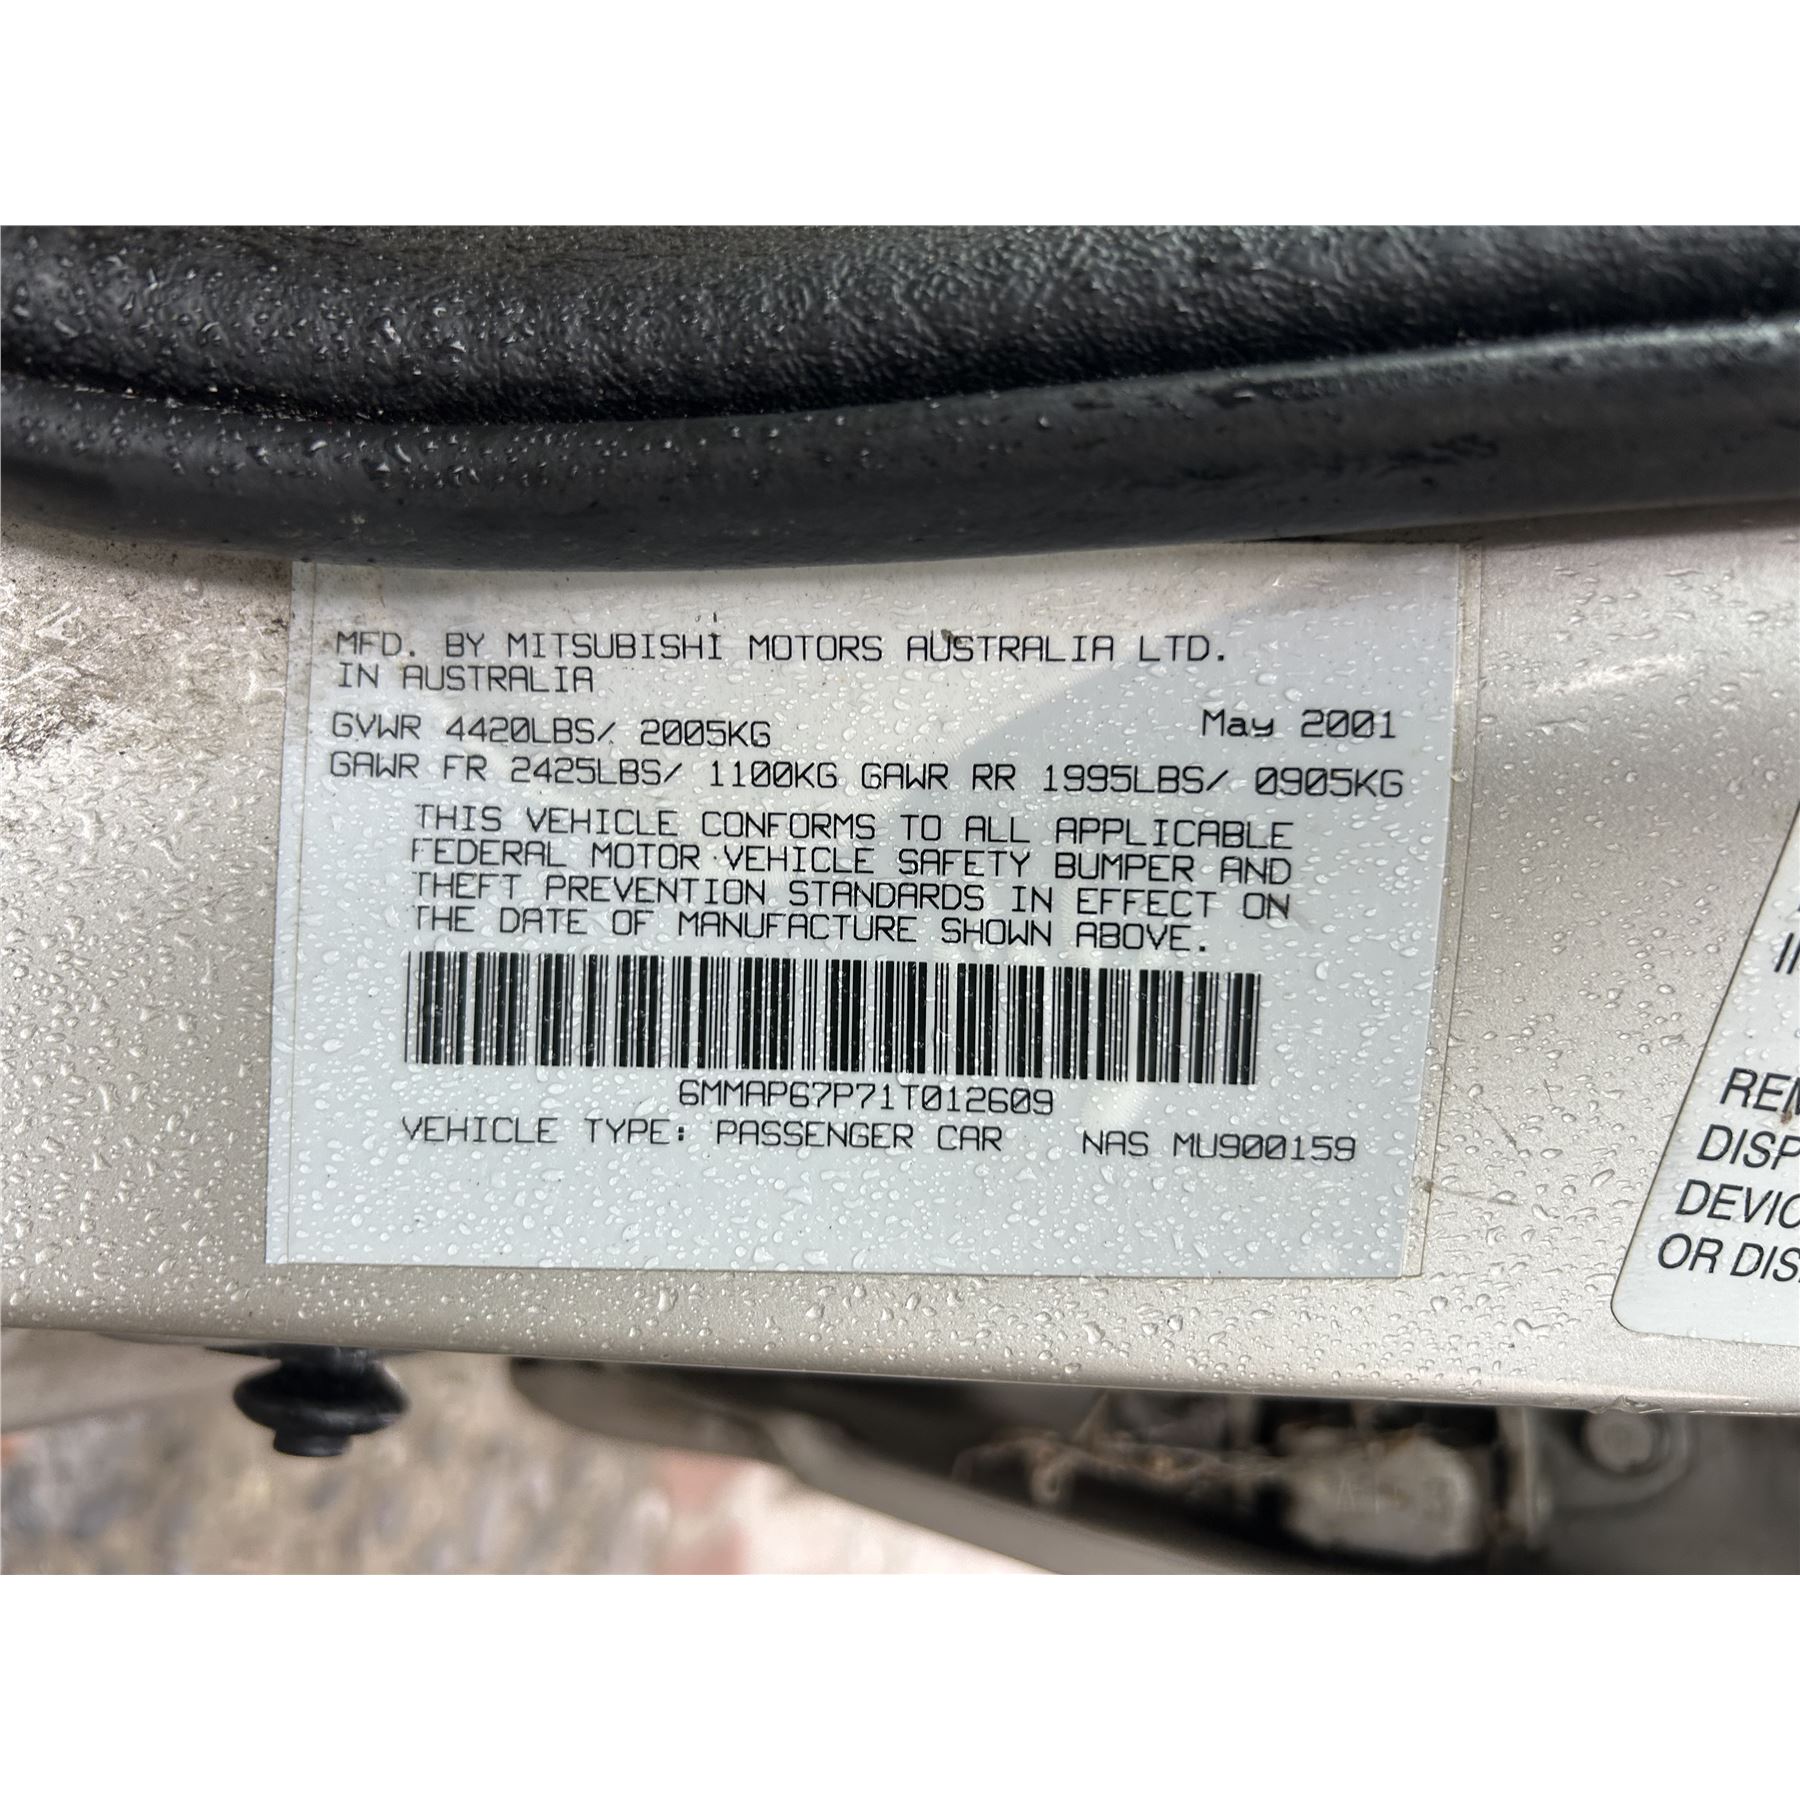 MFD. BY MITSUBISHI MOTORS AUSTRALIA LTD.
IN AUSTRALIA
GVWR 4420LBS/ 2005KG May 2001
GAWR FR 2425LBS/ 1100KG GAWR RR 1995LBS/ 0905KG
THIS VEHICLE CONFORMS TO ALL APPLICABLE
FEDERAL MOTOR VEHICLE SAFETY BUMPER AND
THEFT PREVENTION STANDARDS IN EFFECT ON
THE DATE OF MANUFACTURE SHOWN ABOVE.
6MMAP67P71T012609
VEHICLE TYPE: PASSENGER CAR NAS MU900159
OR DIS